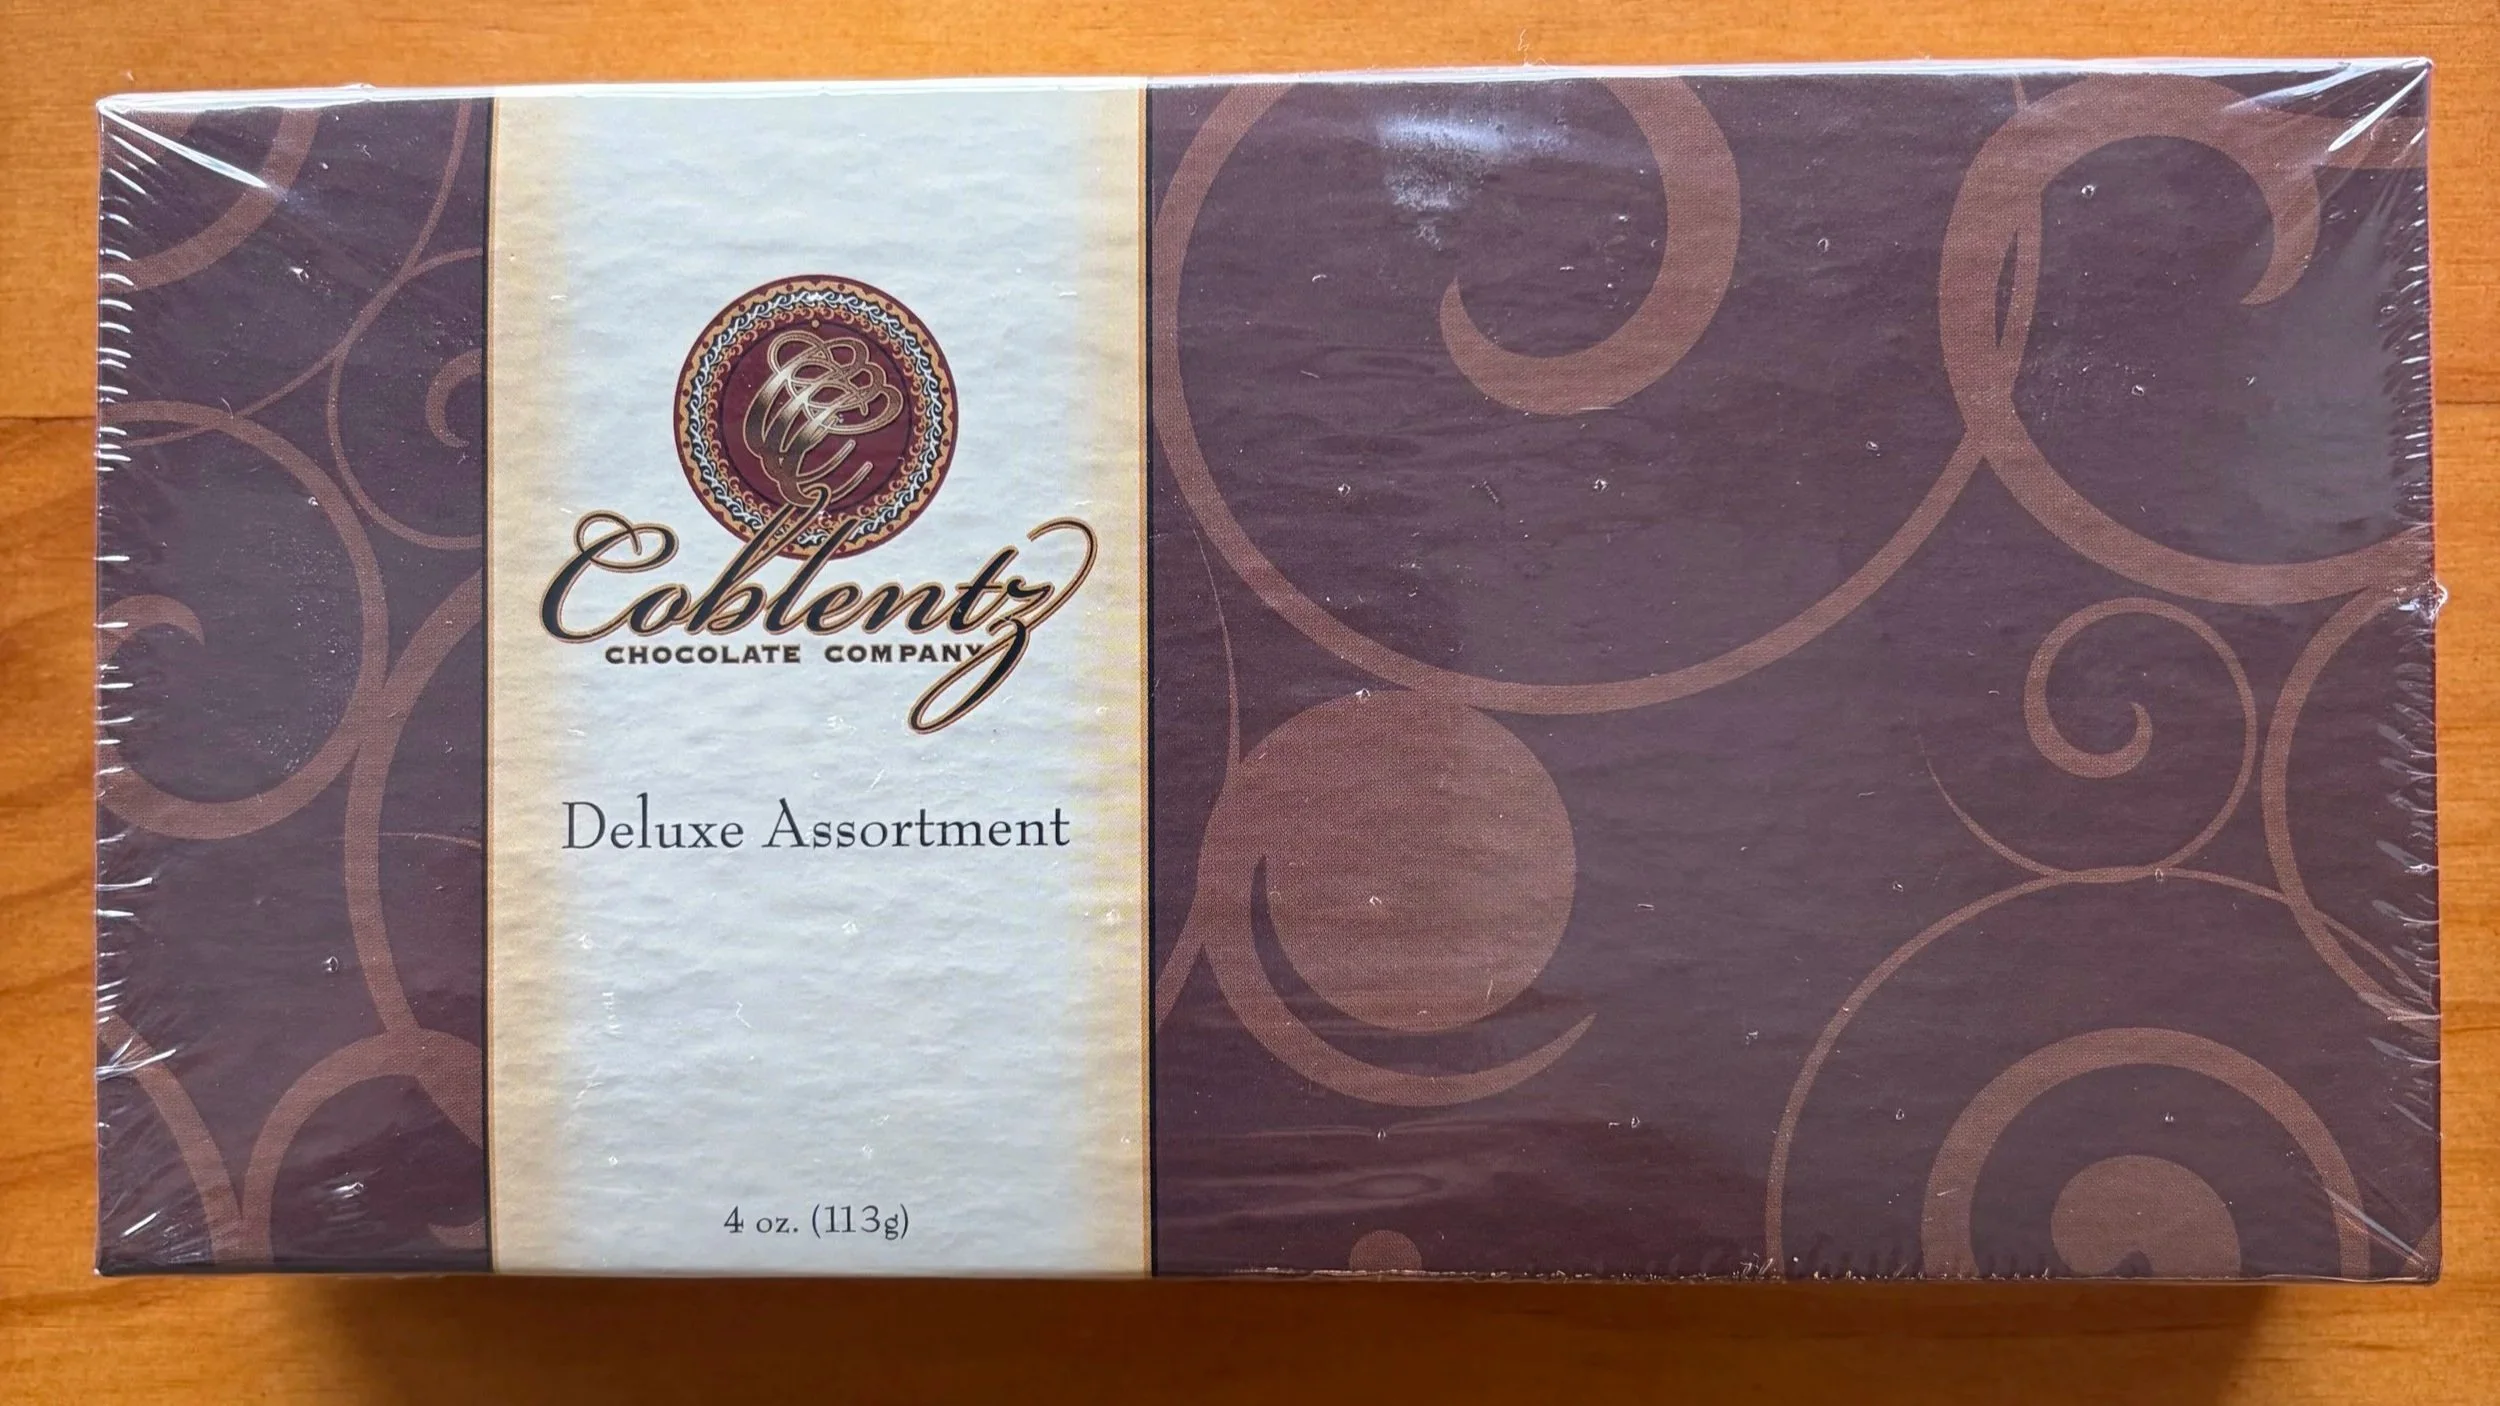 Coblentz
CHOCOLATE COMPANY
Deluxe Assortment
4 oz. (113g)